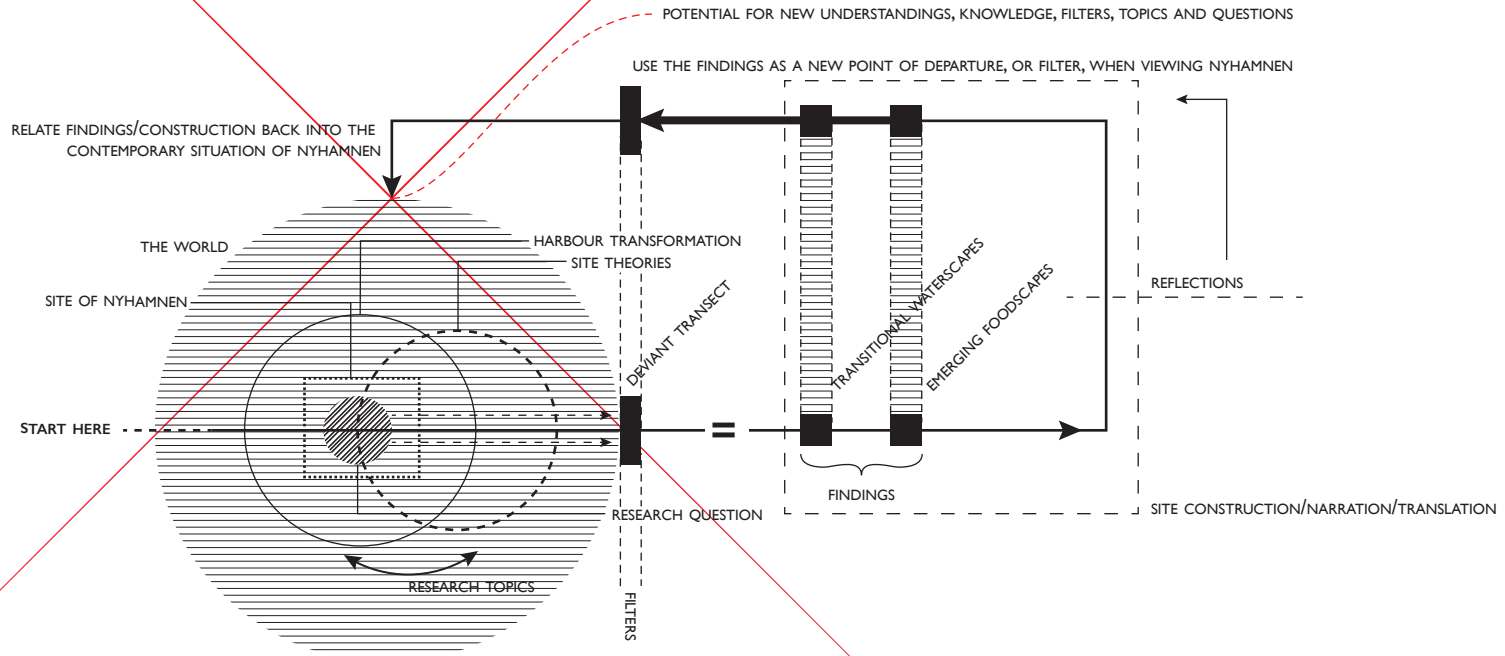 POTENTIAL FOR NEW UNDERSTANDINGS, KNOWLEDGE, FILTERS, TOPICS AND QUESTIONS
USE THE FINDINGS AS A NEW POINT OF DEPARTURE, OR FILTER, WHEN VIEWING NYHAMNEN
RELATE FINDINGS/CONSTRUCTION BACK INTO THE
CONTEMPORARY SITUATION OF NYHAMNEN
THE WORLD
HARBOUR TRANSFORMATION
SITE THEORIES
SITE OF NYHAMNEN
DEVIANT TRANSECT
TRANSITIONAL WATERSCAPES
EMERGING FOODSCAPES
REFLECTIONS
START HERE
=
FINDINGS
SITE CONSTRUCTION/NARRATION/TRANSLATION
RESEARCH QUESTION
RESEARCH TOPICS
FILTERS